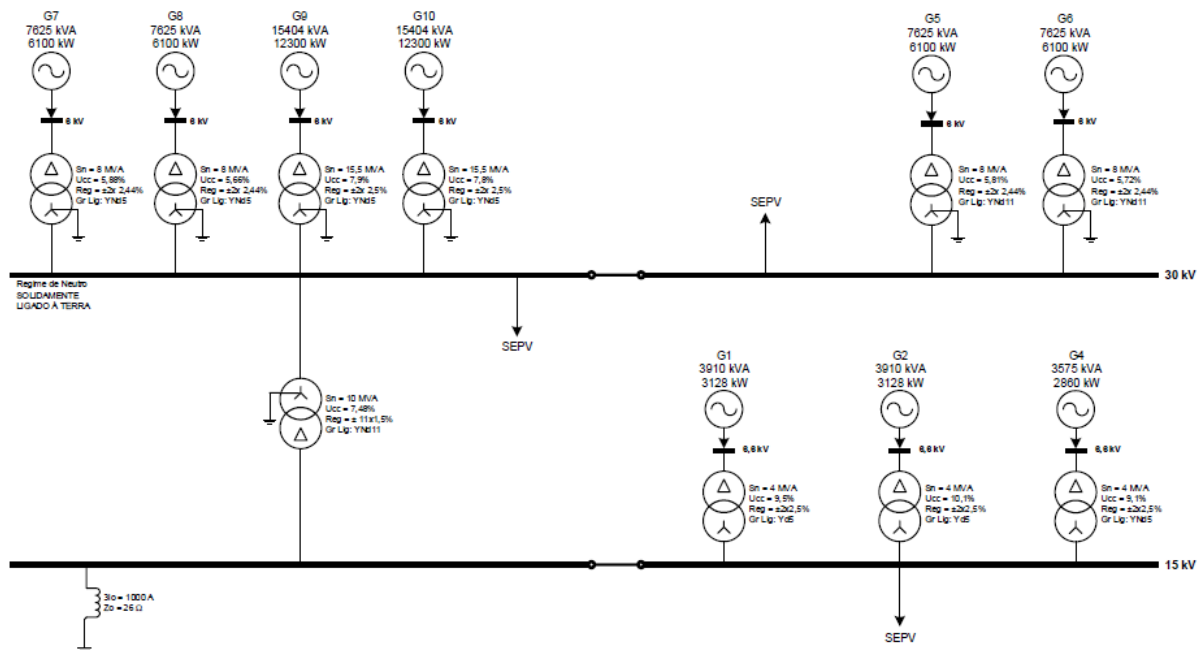 G7
7625 kVA
6100 kW
G8
7625 kVA
6100 kW
G9
15404 kVA
12300 kW
G10
15404 kVA
12300 kW
G5
7625 kVA
6100 kW
G6
7625 kVA
6100 kW
6 kV
6 kV
6 kV
6 kV
6 kV
6 kV
Sn = 8 MVA
Ucc = 5,88%
Reg = ±2x 2,44%
Gr Lig: YNd5
Sn = 8 MVA
Ucc = 5,66%
Reg = ±2x 2,44%
Gr Lig: YNd5
Sn = 15,5 MVA
Ucc = 7,9%
Reg = ±2x 2,5%
Gr Lig: YNd5
Sn = 15,5 MVA
Ucc = 7,8%
Reg = ±2x 2,5%
Gr Lig: YNd5
Sn = 8 MVA
Ucc = 5,81%
Reg = ±2x 2,44%
Gr Lig: YNd11
Sn = 8 MVA
Ucc = 5,72%
Reg = ±2x 2,44%
Gr Lig: YNd11
SEPV
30 kV
Regime de Neutro
SOLIDAMENTE
LIGADO À TERRA
SEPV
Sn = 10 MVA
Ucc = 7,48%
Reg = ± 11x1,5%
Gr Lig: YNd11
G1
3910 kVA
3128 kW
G2
3910 kVA
3128 kW
G4
3575 kVA
2860 kW
6,6 kV
6,6 kV
6,6 kV
Sn = 4 MVA
Ucc = 9,5%
Reg = ±2x2,5%
Gr Lig: Yd5
Sn = 4 MVA
Ucc = 10,1%
Reg = ±2x2,5%
Gr Lig: Yd5
Sn = 4 MVA
Ucc = 9,1%
Reg = ±2x2,5%
Gr Lig: YNd5
15 kV
3Io = 1000 A
Zo = 26 Ω
SEPV